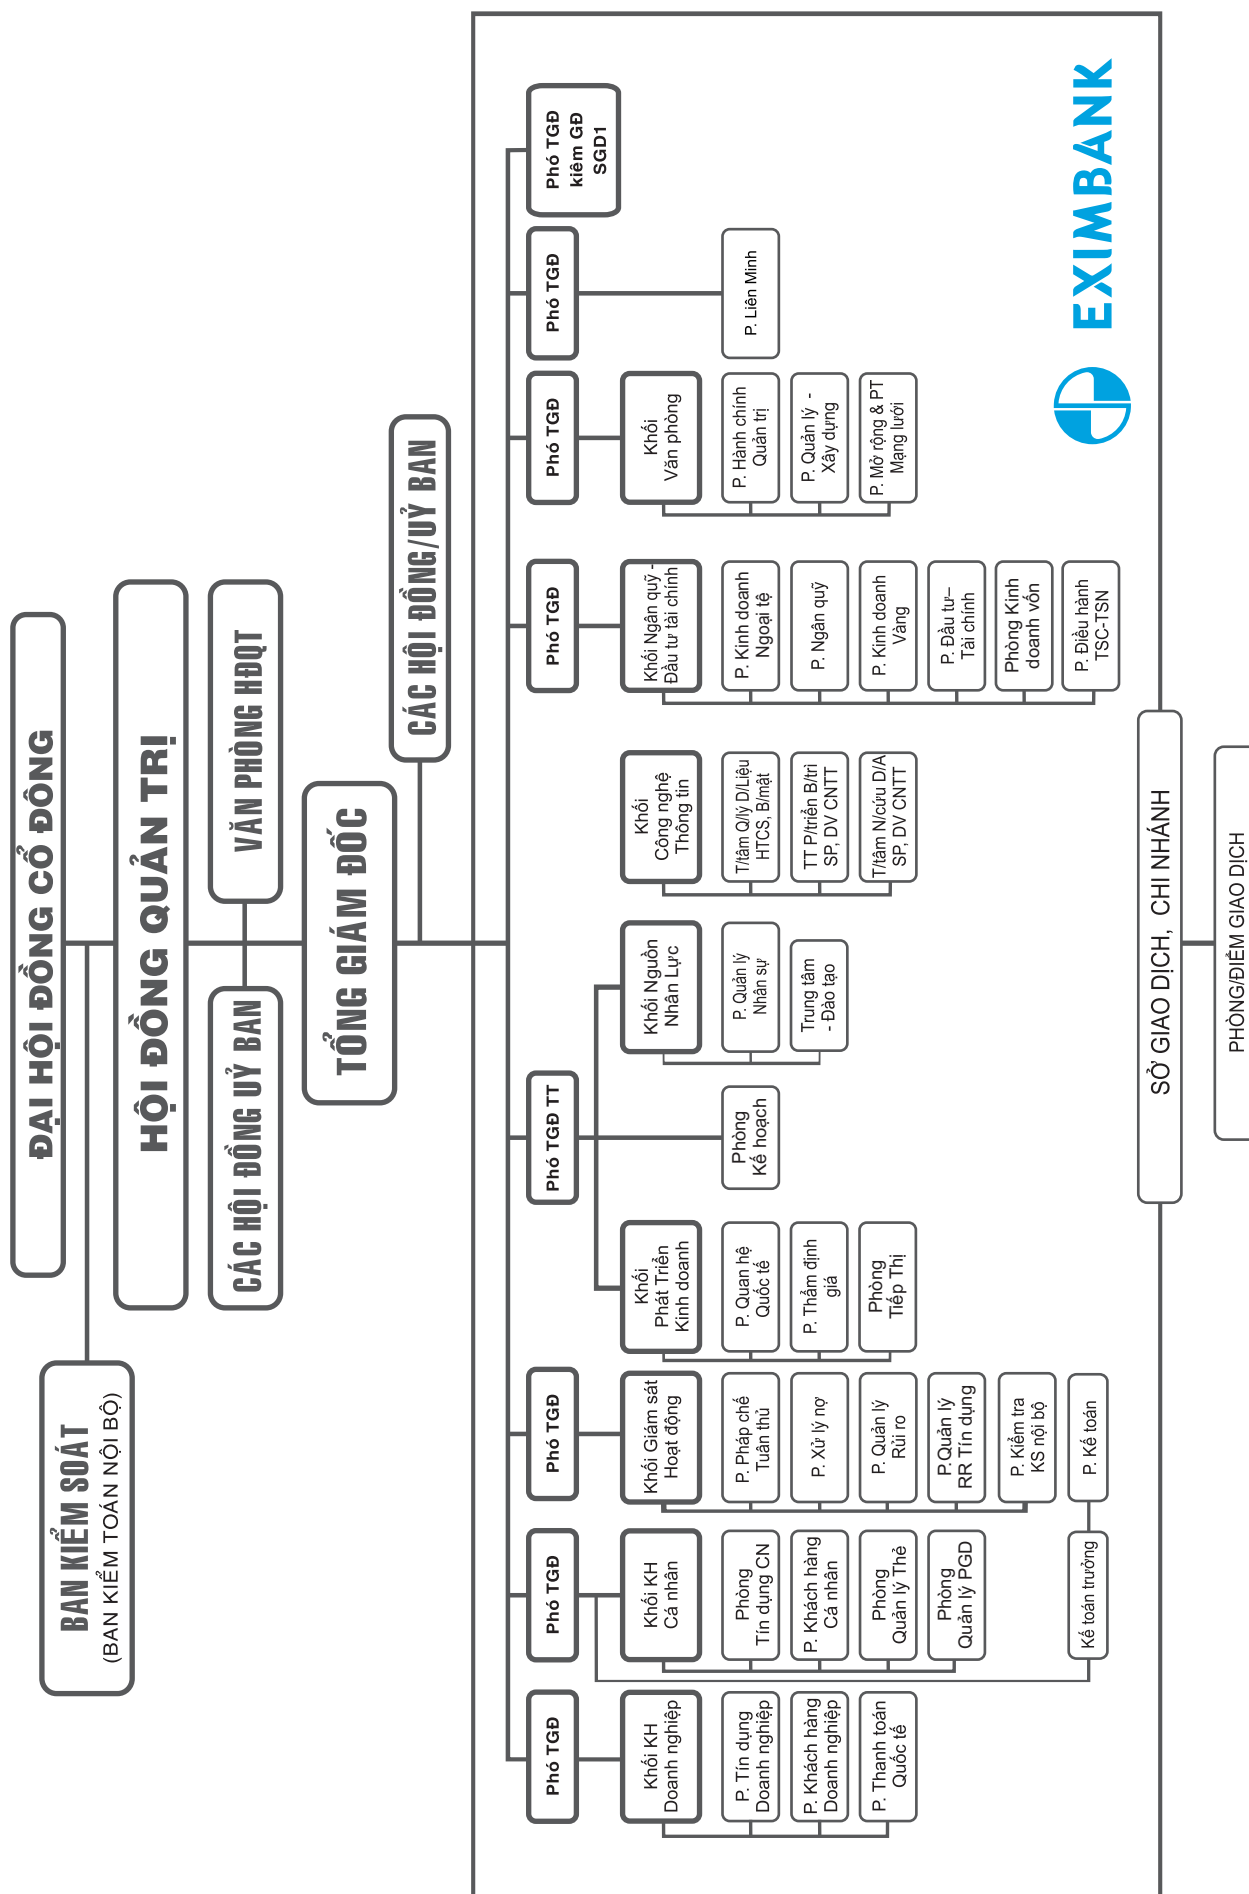 ĐẠI HỘI ĐỒNG CỔ ĐÔNG
BAN KIỂM SOÁT
(BAN KIỂM TOÁN NỘI BỘ)
HỘI ĐỒNG QUẢN TRỊ
CÁC HỘI ĐỒNG UỶ BAN
VĂN PHÒNG HĐQT
TỔNG GIÁM ĐỐC
CÁC HỘI ĐỒNG/UỶ BAN
Phó TGĐ
Phó TGĐ
Phó TGĐ
Phó TGĐ TT
Phó TGĐ
Phó TGĐ
Phó TGĐ
Phó TGĐ
kiêm GĐ
SGD1
Khối KH
Doanh nghiệp
P. Tín dụng
Doanh nghiệp
P. Khách hàng
Doanh nghiệp
P. Thanh toán
Quốc tế
Khối KH
Cá nhân
Phòng
Tín dụng CN
P. Khách hàng
Cá nhân
Phòng
Quản lý Thẻ
Phòng
Quản lý PGD
Kế toán trưởng
Khối Giám sát
Hoạt động
P. Pháp chế
Tuân thủ
P. Xử lý nợ
P. Quản lý
Rủi ro
P.Quản lý
RR Tín dụng
P. Kiểm tra
KS nội bộ
P. Kế toán
Khối
Phát Triển
Kinh doanh
P. Quan hệ
Quốc tế
P. Thẩm định
giá
Phòng
Tiếp Thị
Phòng
Kế hoạch
Khối Nguồn
Nhân Lực
P. Quản lý
Nhân sự
Trung tâm
- Đào tạo
Khối
Công nghệ
Thông tin
T/tâm Q/lý D/Liệu
HTCS, B/mật
TT P/triển B/trì
SP, DV CNTT
T/tâm N/cứu D/A
SP, DV CNTT
Khối Ngân quỹ -
Đầu tư tài chính
P. Kinh doanh
Ngoại tệ
P. Ngân quỹ
P. Kinh doanh
Vàng
P. Đầu tư–
Tài chính
Phòng Kinh
doanh vốn
P. Điều hành
TSC-TSN
Khối
Văn phòng
P. Hành chính
Quản trị
P. Quản lý -
Xây dựng
P. Mở rộng & PT
Mạng lưới
P. Liên Minh
EXIMBANK
SỞ GIAO DỊCH, CHI NHÁNH
PHÒNG/ĐIỂM GIAO DỊCH